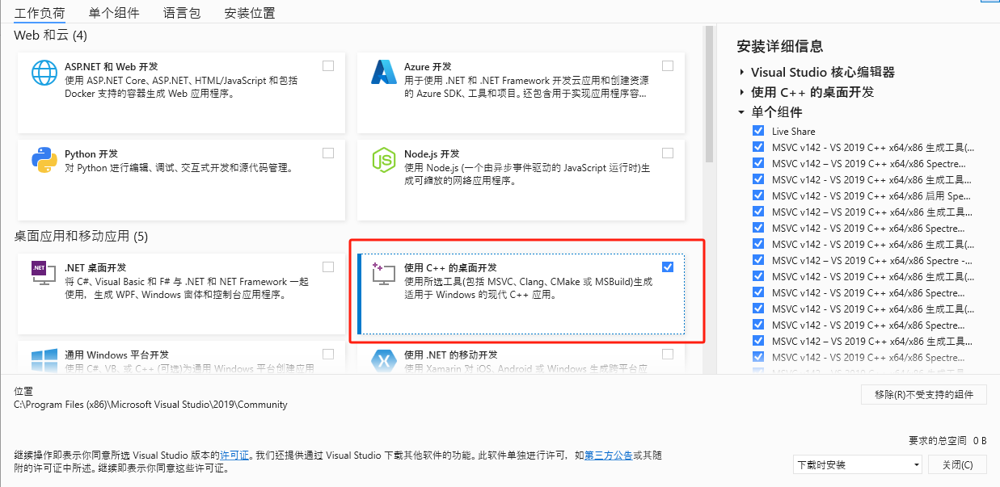 工作负荷 单个组件 语言包 安装位置
Web 和云 (4)
ASP.NET 和 Web 开发
使用 ASP.NET Core、ASP.NET、HTML/JavaScript 和包括
Docker 支持的容器生成 Web 应用程序。
Azure 开发
用于使用 .NET 和 .NET Framework 开发云应用和创建资源
的 Azure SDK、工具和项目。还包含用于实现应用程序容...
Python 开发
对 Python 进行编辑、调试、交互式开发和源代码管理。
Node.js 开发
使用 Node.js (一个由异步事件驱动的 JavaScript 运行时)生
成可缩放的网络应用程序。
桌面应用和移动应用 (5)
.NET
.NET 桌面开发
将 C#、Visual Basic 和 F# 与 .NET 和 NET Framework 一起
使用，生成 WPF、Windows 窗体和控制台应用程序。
使用 C++ 的桌面开发
使用所选工具(包括 MSVC、Clang、CMake 或 MSBuild)生成
适用于 Windows 的现代 C++ 应用。
通用 Windows 平台开发
使用 C#、VB、或 C++ (可选)为通用 Windows 平台创建应用
使用 .NET 的移动开发
使用 Xamarin 对 iOS、Android 或 Windows 生成跨平台应
安装详细信息
Visual Studio 核心编辑器
使用 C++ 的桌面开发
单个组件
Live Share
MSVC v142 - VS 2019 C++ x64/x86 生成工具(...
MSVC v142 – VS 2019 C++ x64/x86 Spectre...
MSVC v142 - VS 2019 C++ x64/x86 生成工具...
MSVC v142 - VS 2019 C++ x64/x86 启用 Spe...
MSVC v142 – VS 2019 C++ x64/x86 生成工具...
MSVC v142 - VS 2019 C++ x64/x86 Spectre...
MSVC v142 - VS 2019 C++ x64/x86 生成工具(...
MSVC v142 – VS 2019 C++ x64/x86 Spectre -...
MSVC v142 - VS 2019 C++ x64/x86 生成工具(...
MSVC v142 - VS 2019 C++ x64/x86 Spectre...
MSVC v142 - VS 2019 C++ x64/x86 生成工具(...
MSVC v142 - VS 2019 C++ x64/x86 Spectre...
MSVC v142 – VS 2019 C++ x64/x86 生成工具...
MSVC v142 - VS 2019 C++ x64/x86 Spectre...
位置
C:\Program Files (x86)\Microsoft Visual Studio\2019\Community
移除(R)不受支持的组件
要求的总空间 0 B
继续操作即表示你同意所选 Visual Studio 版本的许可证。我们还提供通过 Visual Studio 下载其他软件的功能。此软件单独进行许可，如第三方公告或其随
附的许可证中所述。继续即表示你同意这些许可证。
下载时安装
关闭(C)